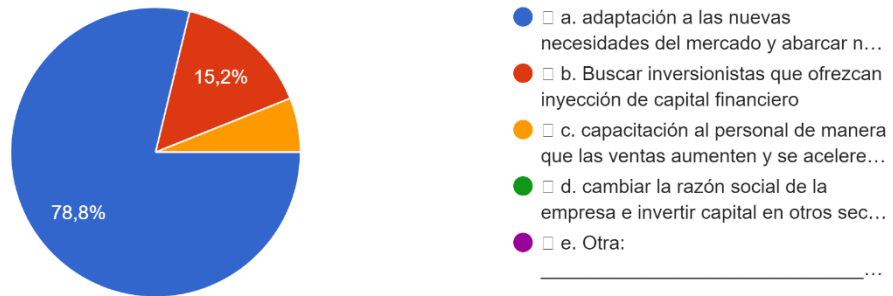 15,2%
78,8%
□ a. adaptación a las nuevas
necesidades del mercado y abarcar n…
□ b. Buscar inversionistas que ofrezcan
inyección de capital financiero
□ c. capacitación al personal de manera
que las ventas aumenten y se acelere…
□ d. cambiar la razón social de la
empresa e invertir capital en otros sec…
□ e. Otra:
______________________________…